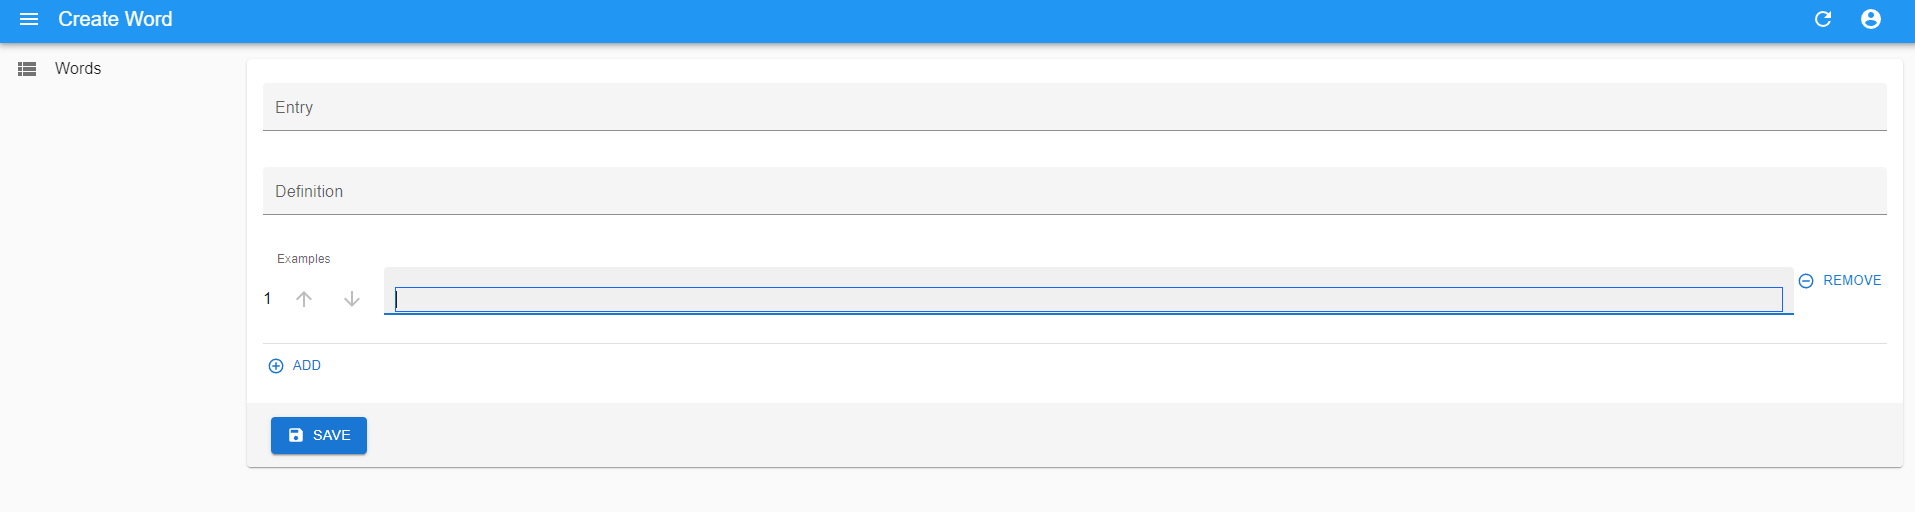 Create Word
Words
Entry
Definition
Examples
1
REMOVE
ADD
SAVE